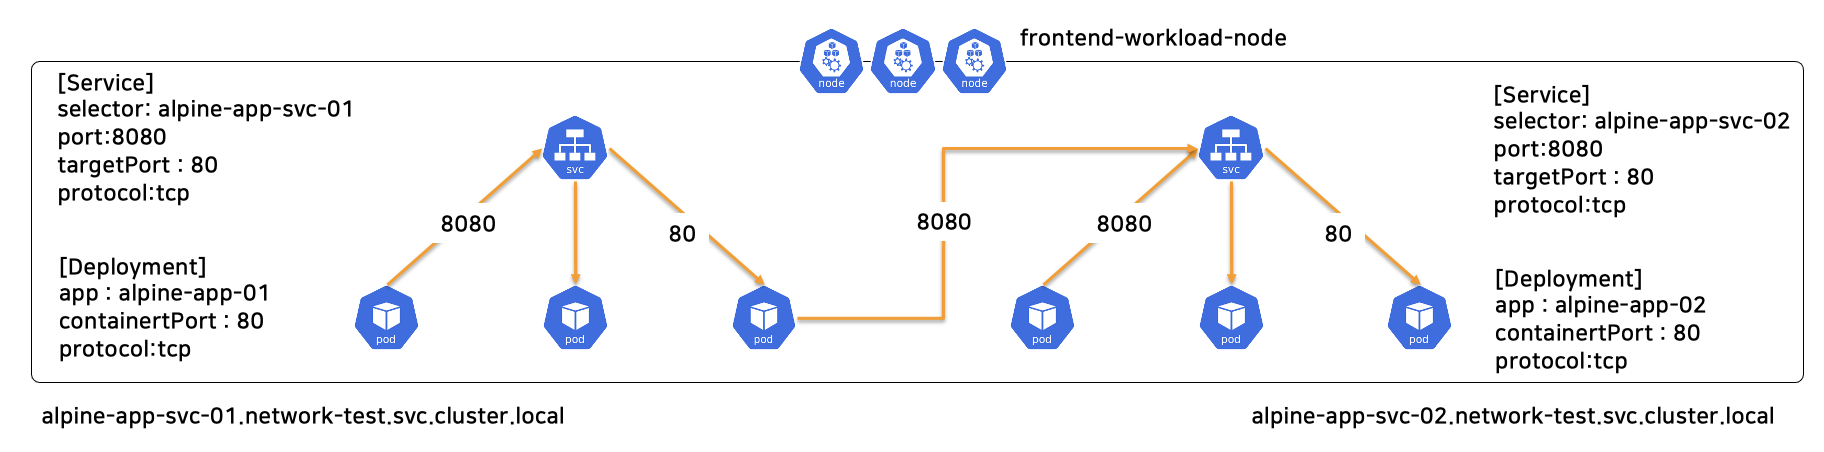 frontend-workload-node
node
node
node
[Service]
selector: alpine-app-svc-01
port:8080
targetPort : 80
protocol:tcp
[Deployment]
app : alpine-app-01
containertPort : 80
protocol:tcp
svc
8080
80
pod
pod
pod
8080
svc
8080
80
pod
pod
pod
[Service]
selector: alpine-app-svc-02
port:8080
targetPort : 80
protocol:tcp
[Deployment]
app : alpine-app-02
containertPort : 80
protocol:tcp
alpine-app-svc-01.network-test.svc.cluster.local
alpine-app-svc-02.network-test.svc.cluster.local